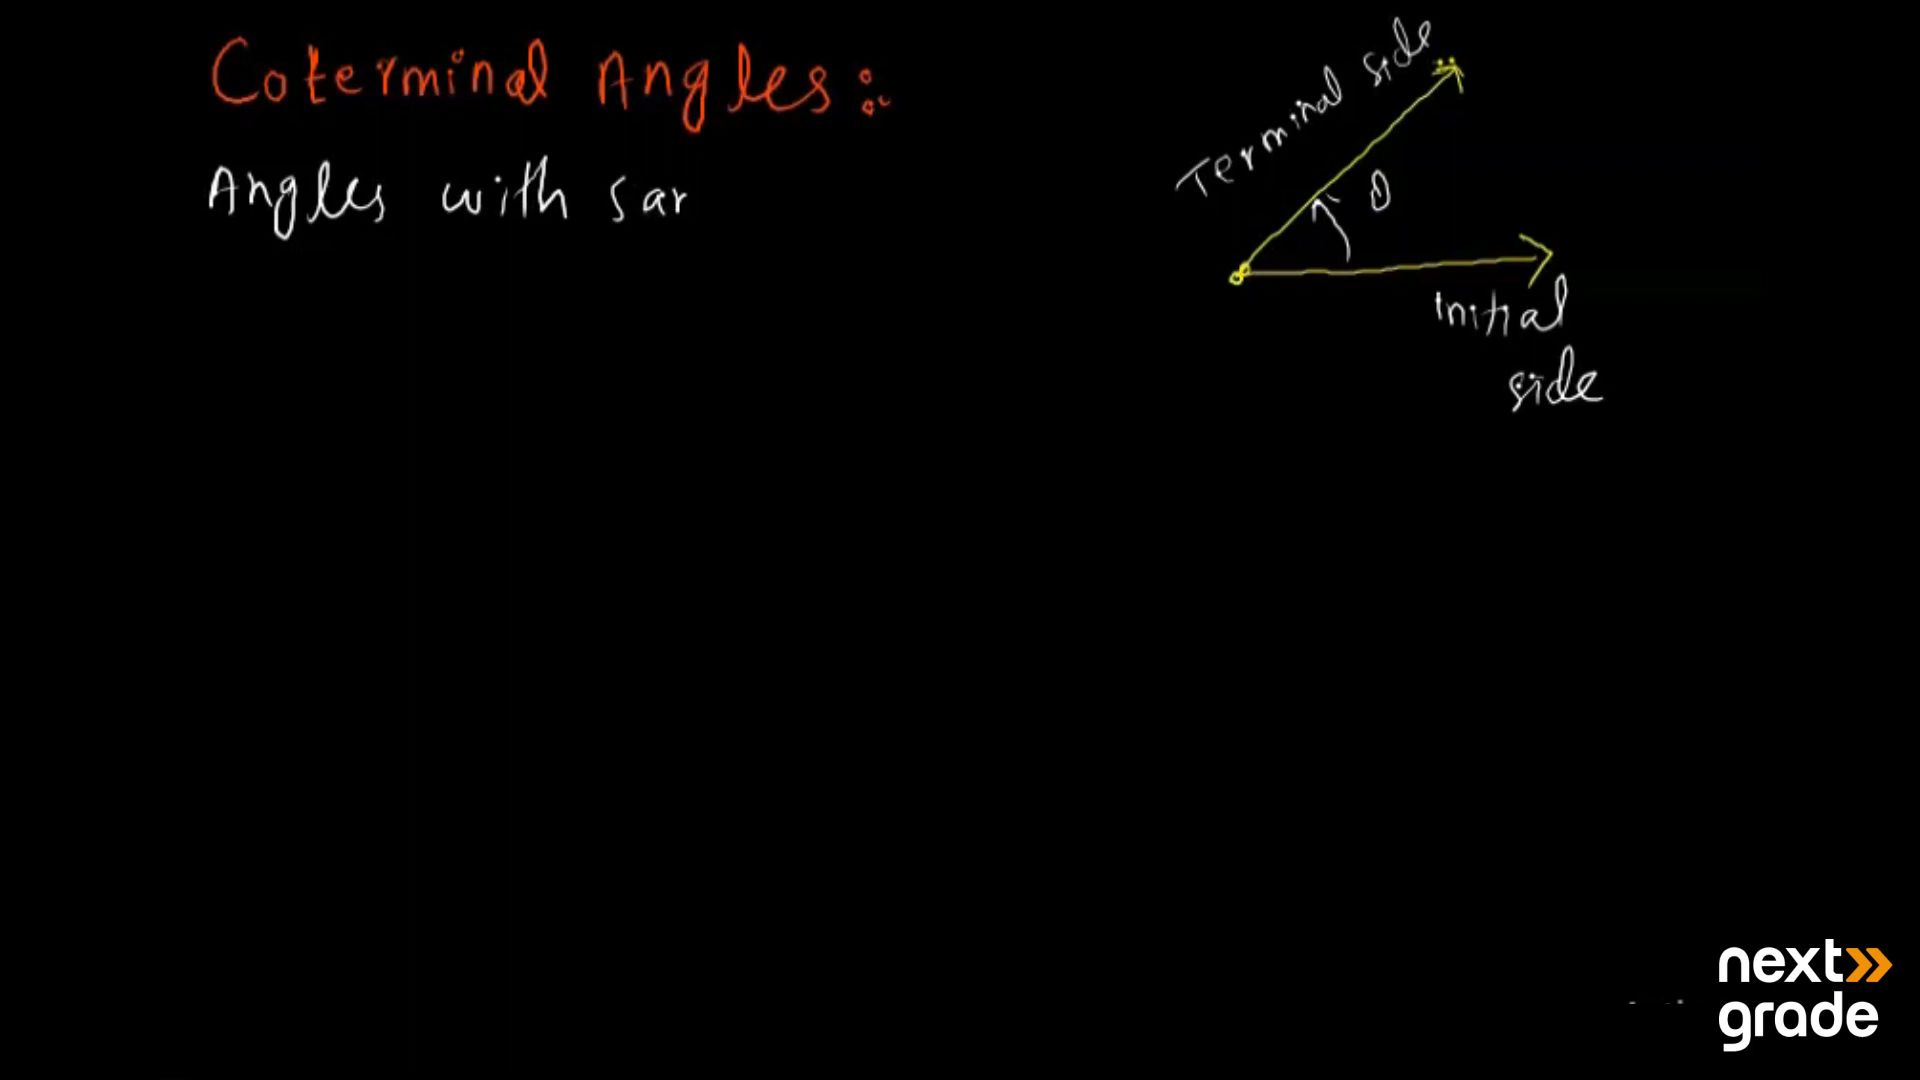 Coterminal Angles:
Angles with sar
Terminal side
θ
Initial
side
next
grade